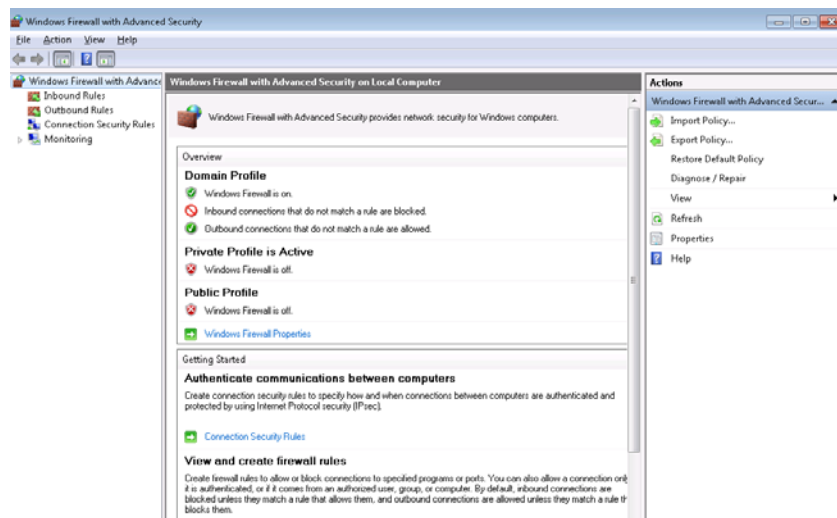 Windows Firewall with Advanced Security
File Action View Help
Windows Firewall with Advance
Inbound Rules
Outbound Rules
Connection Security Rules
Monitoring
Windows Firewall with Advanced Security on Local Computer
Windows Firewall with Advanced Security provides network security for Windows computers.
Overview
Domain Profile
Windows Firewall is on.
Inbound connections that do not match a rule are blocked.
Outbound connections that do not match a rule are allowed.
Private Profile is Active
Windows Firewall is off.
Public Profile
Windows Firewall is off.
Windows Firewall Properties
Getting Started
Authenticate communications between computers
Create connection security rules to specify how and when connections between computers are authenticated and
protected by using Internet Protocol security (IPsec).
Connection Security Rules
View and create firewall rules
Create firewall rules to allow or block connections to specified programs or ports. You can also allow a connection only
it is authenticated, or if it comes from an authorized user, group, or computer. By default, inbound connections are
blocked unless they match a rule that allows them, and outbound connections are allowed unless they match a rule th
blocks them.
Actions
Windows Firewall with Advanced Secur...
Import Policy...
Export Policy...
Restore Default Policy
Diagnose / Repair
View
Refresh
Properties
Help